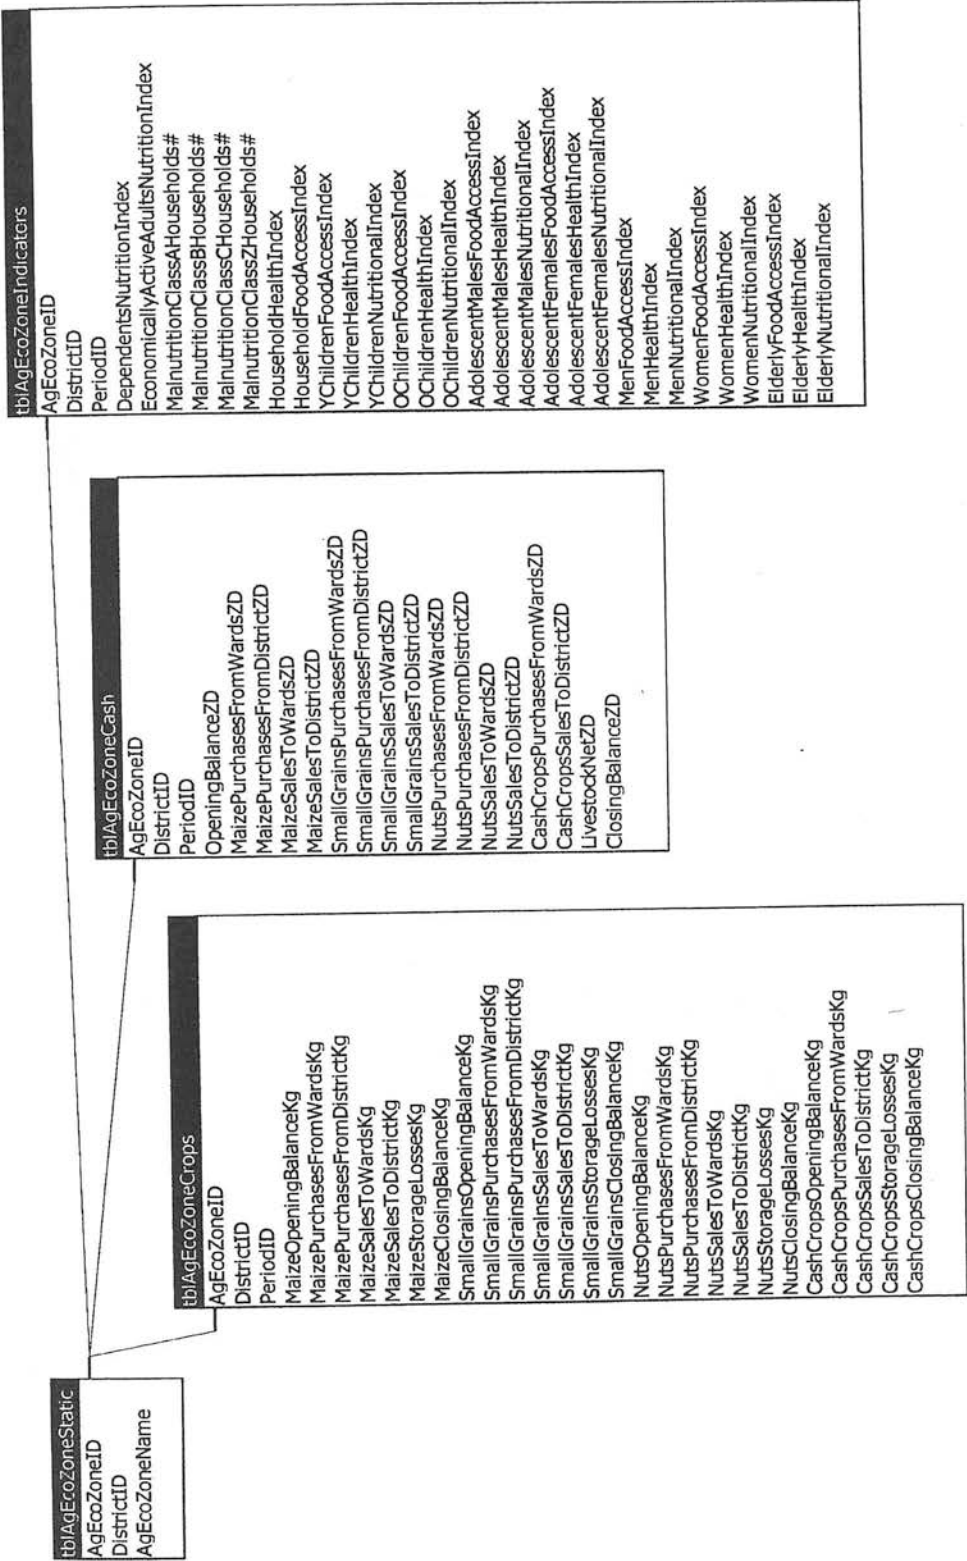 tblAgEcoZoneStatic
AgEcoZoneID
DistrictID
AgEcoZoneName
tblAgEcoZoneCrops
AgEcoZoneID
DistrictID
PeriodID
MaizeOpeningBalanceKg
MaizePurchasesFromWardsKg
MaizePurchasesFromDistrictKg
MaizeSalesToWardsKg
MaizeSalesToDistrictKg
MaizeStorageLossesKg
MaizeClosingBalanceKg
SmallGrainsOpeningBalanceKg
SmallGrainsPurchasesFromWardsKg
SmallGrainsPurchasesFromDistrictKg
SmallGrainsSalesToWardsKg
SmallGrainsSalesToDistrictKg
SmallGrainsStorageLossesKg
SmallGrainsClosingBalanceKg
NutsOpeningBalanceKg
NutsPurchasesFromWardsKg
NutsPurchasesFromDistrictKg
NutsSalesToWardsKg
NutsSalesToDistrictKg
NutsStorageLossesKg
NutsClosingBalanceKg
CashCropsOpeningBalanceKg
CashCropsPurchasesFromWardsKg
CashCropsSalesToDistrictKg
CashCropsStorageLossesKg
CashCropsClosingBalanceKg
tblAgEcoZoneCash
AgEcoZoneID
DistrictID
PeriodID
OpeningBalanceZD
MaizePurchasesFromWardsZD
MaizePurchasesFromDistrictZD
MaizeSalesToWardsZD
MaizeSalesToDistrictZD
SmallGrainsPurchasesFromWardsZD
SmallGrainsPurchasesFromDistrictZD
SmallGrainsSalesToWardsZD
SmallGrainsSalesToDistrictZD
NutsPurchasesFromWardsZD
NutsPurchasesFromDistrictZD
NutsSalesToWardsZD
NutsSalesToDistrictZD
CashCropsPurchasesFromWardsZD
CashCropsSalesToDistrictZD
LivestockNetZD
ClosingBalanceZD
tblAgEcoZoneIndicators
AgEcoZoneID
DistrictID
PeriodID
DependentsNutritionIndex
EconomicallyActiveAdultsNutritionIndex
MalnutritionClassAHouseholds#
MalnutritionClassBHouseholds#
MalnutritionClassCHouseholds#
MalnutritionClassZHouseholds#
HouseholdHealthIndex
HouseholdFoodAccessIndex
YChildrenFoodAccessIndex
YChildrenHealthIndex
YChildrenNutritionalIndex
OChildrenFoodAccessIndex
OChildrenHealthIndex
OChildrenNutritionalIndex
AdolescentMalesFoodAccessIndex
AdolescentMalesHealthIndex
AdolescentMalesNutritionalIndex
AdolescentFemalesFoodAccessIndex
AdolescentFemalesHealthIndex
AdolescentFemalesNutritionalIndex
MenFoodAccessIndex
MenHealthIndex
MenNutritionalIndex
WomenFoodAccessIndex
WomenHealthIndex
WomenNutritionalIndex
ElderlyFoodAccessIndex
ElderlyHealthIndex
ElderlyNutritionalIndex